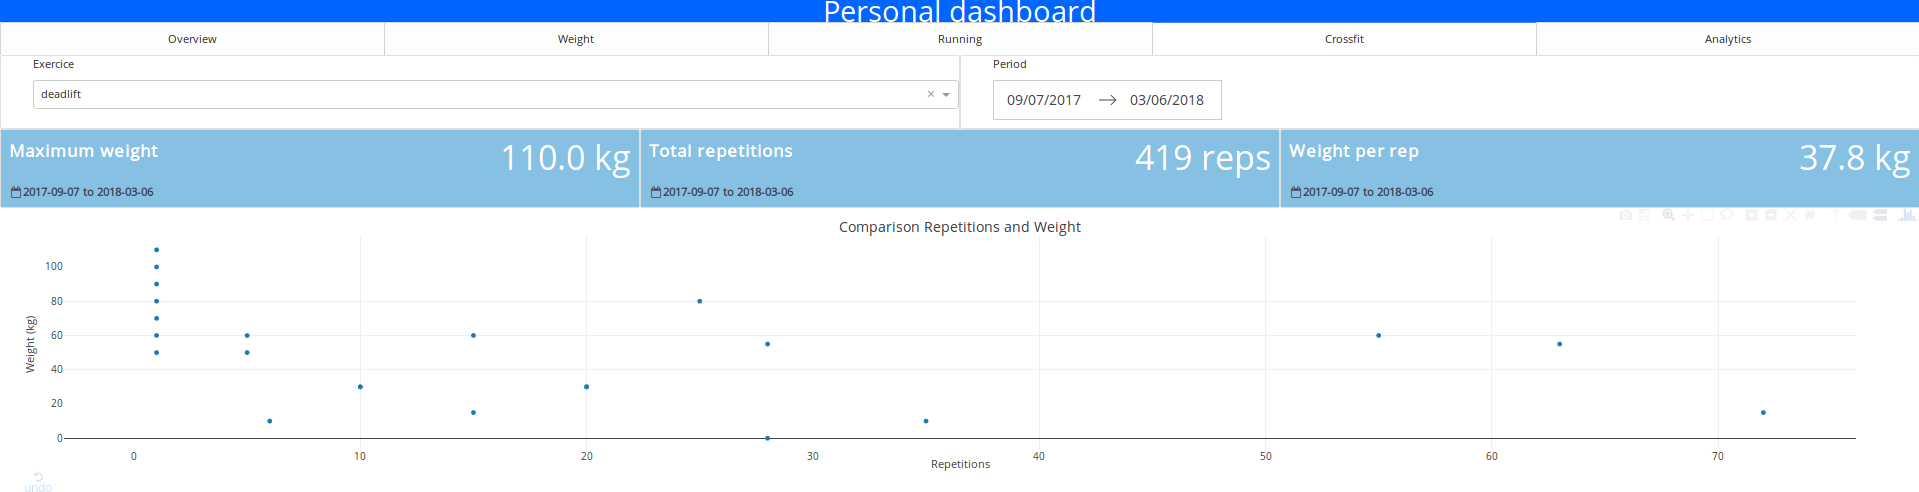 Personal dashboard
Overview Weight Running Crossfit Analytics
Exercice
deadlift
Period
09/07/2017 → 03/06/2018
Maximum weight 110.0 kg
2017-09-07 to 2018-03-06
Total repetitions 419 reps
2017-09-07 to 2018-03-06
Weight per rep 37.8 kg
2017-09-07 to 2018-03-06
Comparison Repetitions and Weight
Weight (kg)
100
80
60
40
20
0
0 10 20 30 40 50 60 70
Repetitions
undo